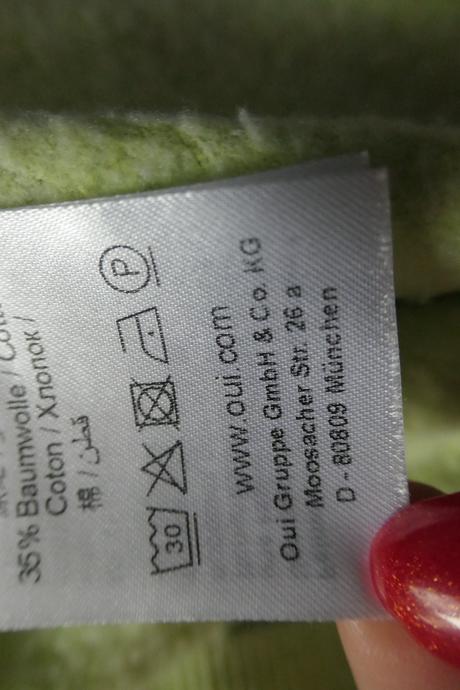 35% Baumwolle /
Coton / Хлопок /
棉 / قطن
30
P
www.oui.com
Oui Gruppe GmbH & Co. KG
Moosacher Str. 26 a
D - 80809 München